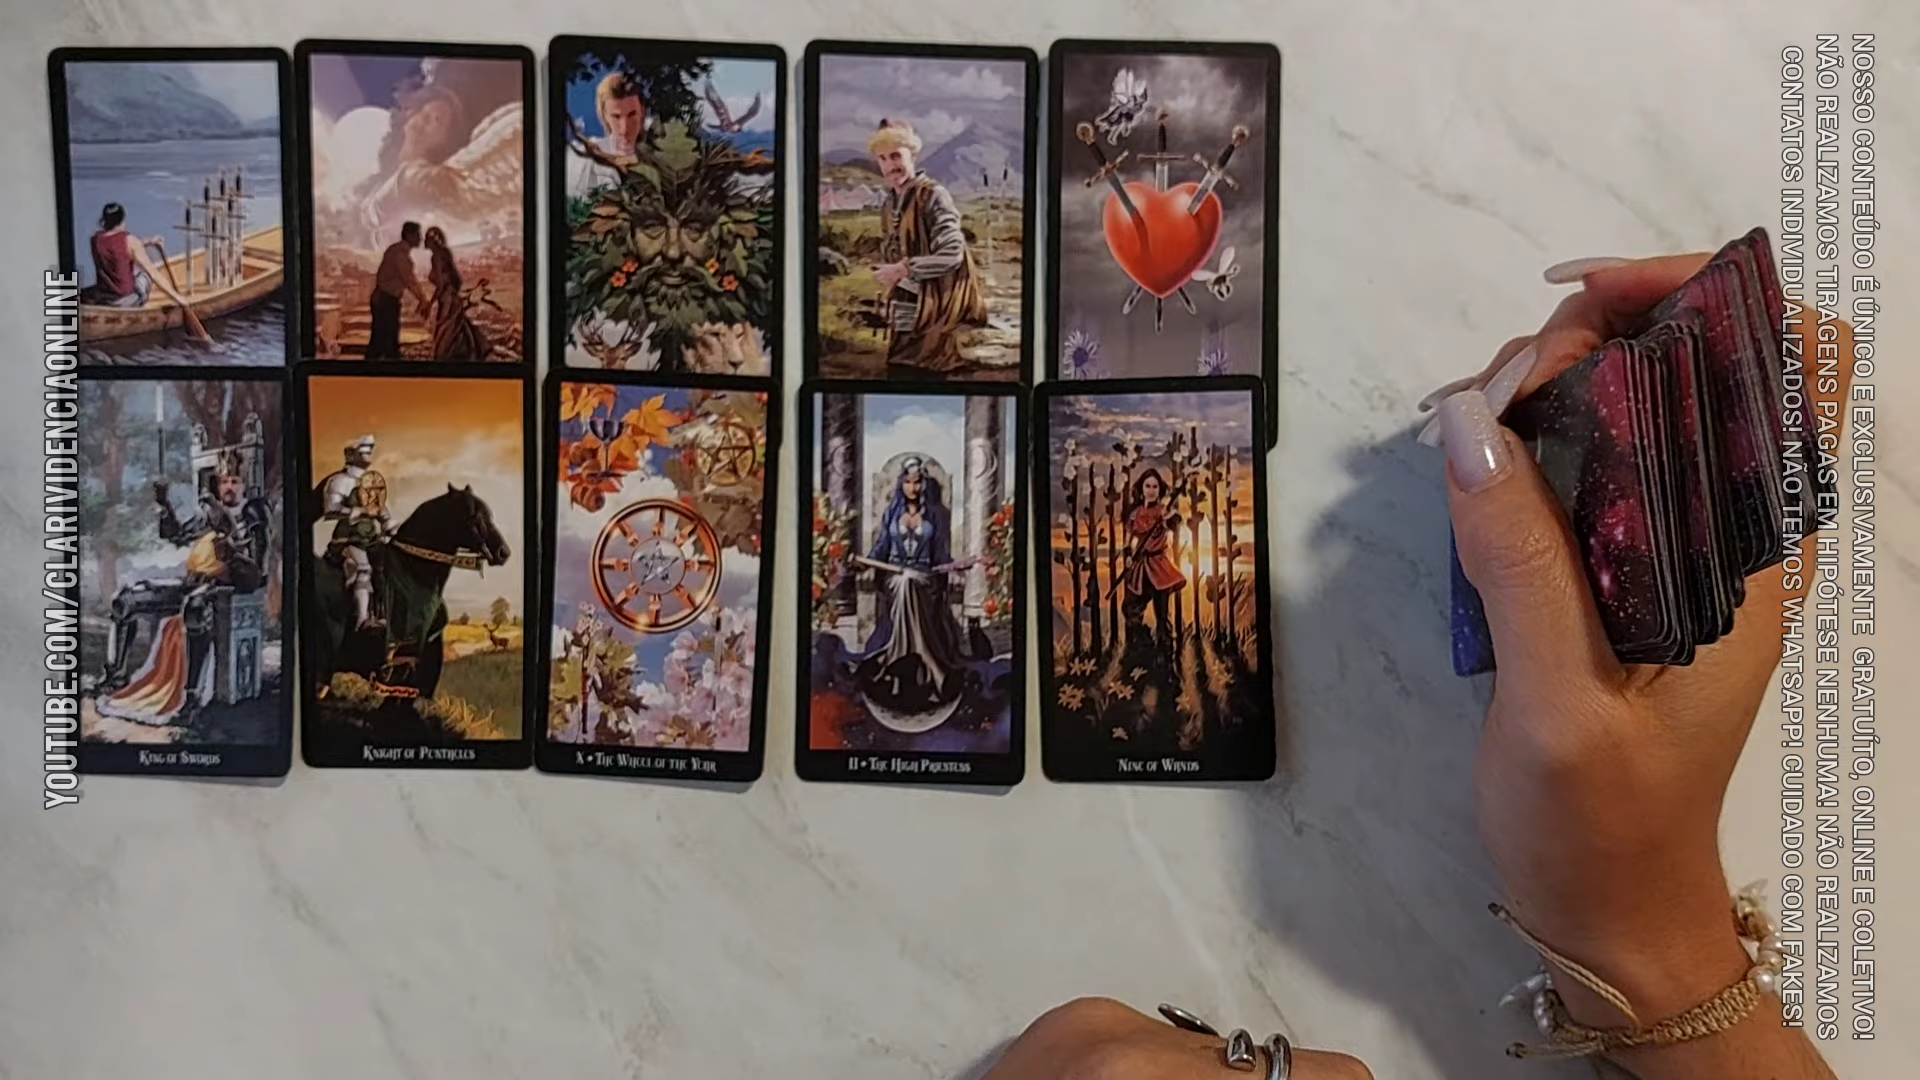 YOUTUBE.COM/CLARIVIDENCIAONLINE
NOSSO CONTEÚDO É ÚNICO E EXCLUSIVAMENTE GRATUÍTO, ONLINE E COLETIVO!
NÃO REALIZAMOS TIRAGENS PAGAS EM HIPÓTESE NENHUMA! NÃO REALIZAMOS
CONTATOS INDIVIDUALIZADOS! NÃO TEMOS WHATSAPP! CUIDADO COM FAKES!
KING OF SWORDS
KNIGHT OF PENTACLES
X • THE WHEEL OF THE YEAR
II • THE HIGH PRIESTESS
NINE OF WANDS